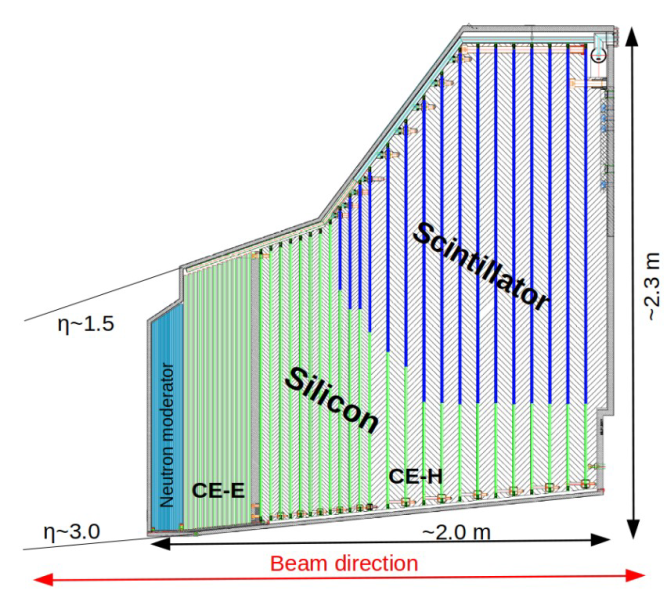 Scintillator
~2.3 m
η~1.5
Neutron moderator
Silicon
CE-E
CE-H
η~3.0
~2.0 m
Beam direction